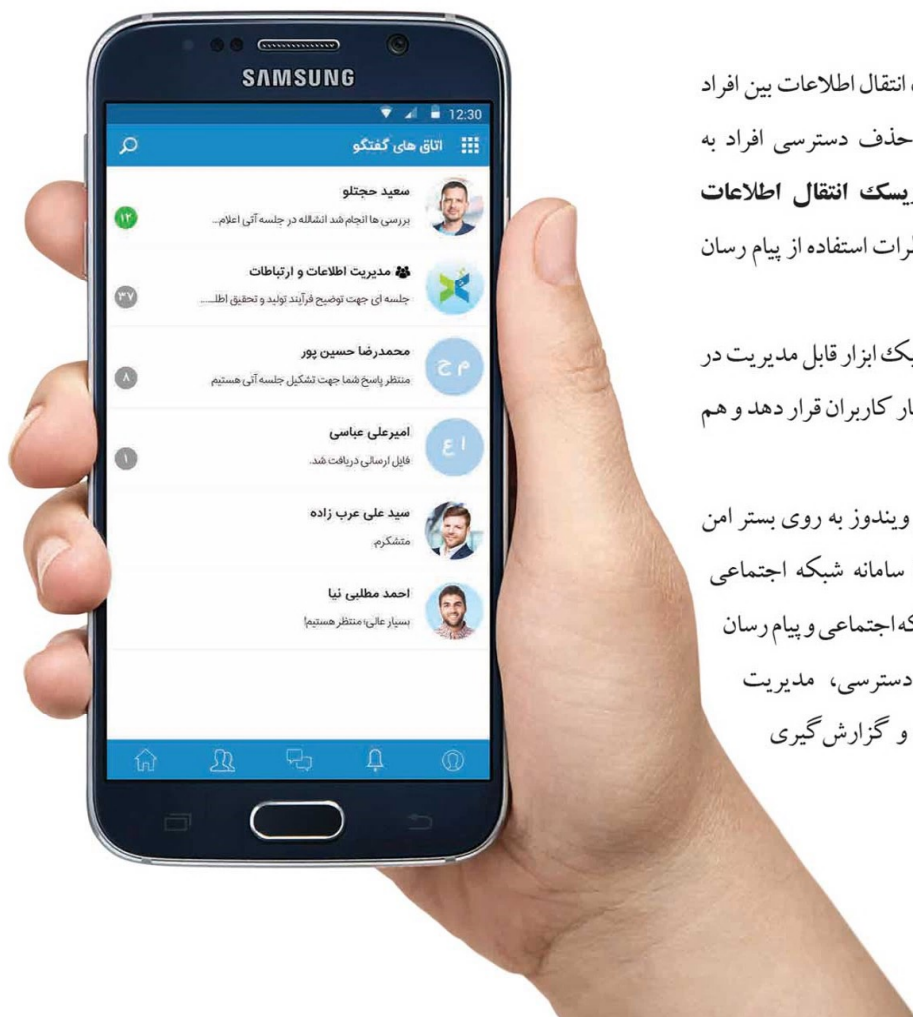 SAMSUNG
12:30
اتاق های گفتگو
سعید حجتلو
بررسی ها انجام شد انشالله در جلسه آتی اعلام...
۱۲
مدیریت اطلاعات و ارتباطات
جلسه ای جهت توضیح فرآیند تولید و تحقیق اطلـ...
۳۷
م ح
محمدرضا حسین پور
منتظر پاسخ شما جهت تشکیل جلسه آتی هستیم
۸
ا ع
امیرعلی عباسی
فایل ارسالی دریافت شد.
۱
سید علی عرب زاده
متشکرم.
احمد مطلبی نیا
بسیار عالی؛ منتظر هستیم!
انتقال اطلاعات بین افراد
حذف دسترسی افراد به
ریسک انتقال اطلاعات
استفاده از پیام رسان
یک ابزار قابل مدیریت در
کاربران قرار دهد و هم
ویندوز به روی بستر امن
سامانه شبکه اجتماعی
اجتماعی و پیام رسان
دسترسی، مدیریت
و گزارش‌گیری